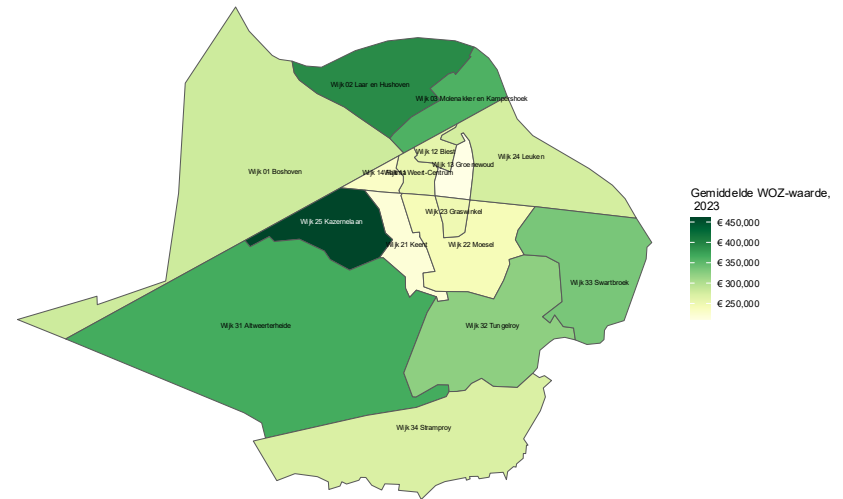 Wijk 02 Laar en Hushoven
Wijk 03 Molenakker en Kampershoek
Wijk 12 Biest
Wijk 24 Leuken
Wijk 13 Groenewoud
Wijk 01 Boshoven
Wijk 14
Weert-Centrum
Wijk 23 Graswinkel
Wijk 25 Kazernelaan
Wijk 21 Keent
Wijk 22 Moesel
Wijk 33 Swartbroek
Wijk 31 Altweerterheide
Wijk 32 Tungelroy
Wijk 34 Stramproy
Gemiddelde WOZ-waarde,
2023
€ 450,000
€ 400,000
€ 350,000
€ 300,000
€ 250,000